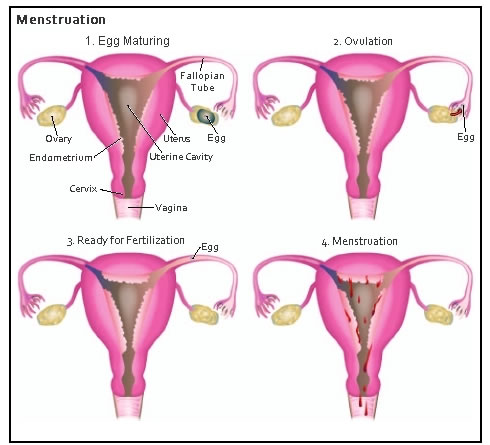 Menstruation
1. Egg Maturing
2. Ovulation
Fallopian
Tube
Ovary
Uterus
Egg
Egg
Endometrium
Uterine Cavity
Cervix
Vagina
3. Ready for Fertilization
Egg
4. Menstruation